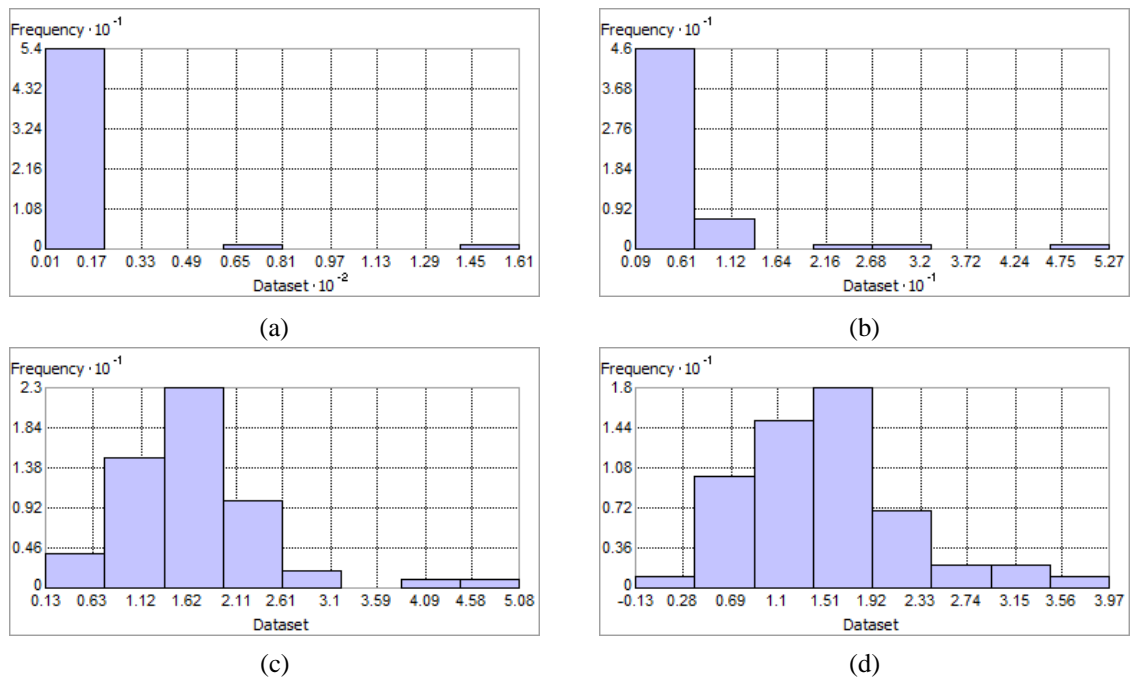 Frequency · 10⁻¹
5.4
4.32
3.24
2.16
1.08
0
0.01 0.17 0.33 0.49 0.65 0.81 0.97 1.13 1.29 1.45 1.61
Dataset · 10⁻²
(a)
Frequency · 10⁻¹
4.6
3.68
2.76
1.84
0.92
0
0.09 0.61 1.12 1.64 2.16 2.68 3.2 3.72 4.24 4.75 5.27
Dataset · 10⁻¹
(b)
Frequency · 10⁻¹
2.3
1.84
1.38
0.92
0.46
0
0.13 0.63 1.12 1.62 2.11 2.61 3.1 3.59 4.09 4.58 5.08
Dataset
(c)
Frequency · 10⁻¹
1.8
1.44
1.08
0.72
0.36
0
-0.13 0.28 0.69 1.1 1.51 1.92 2.33 2.74 3.15 3.56 3.97
Dataset
(d)